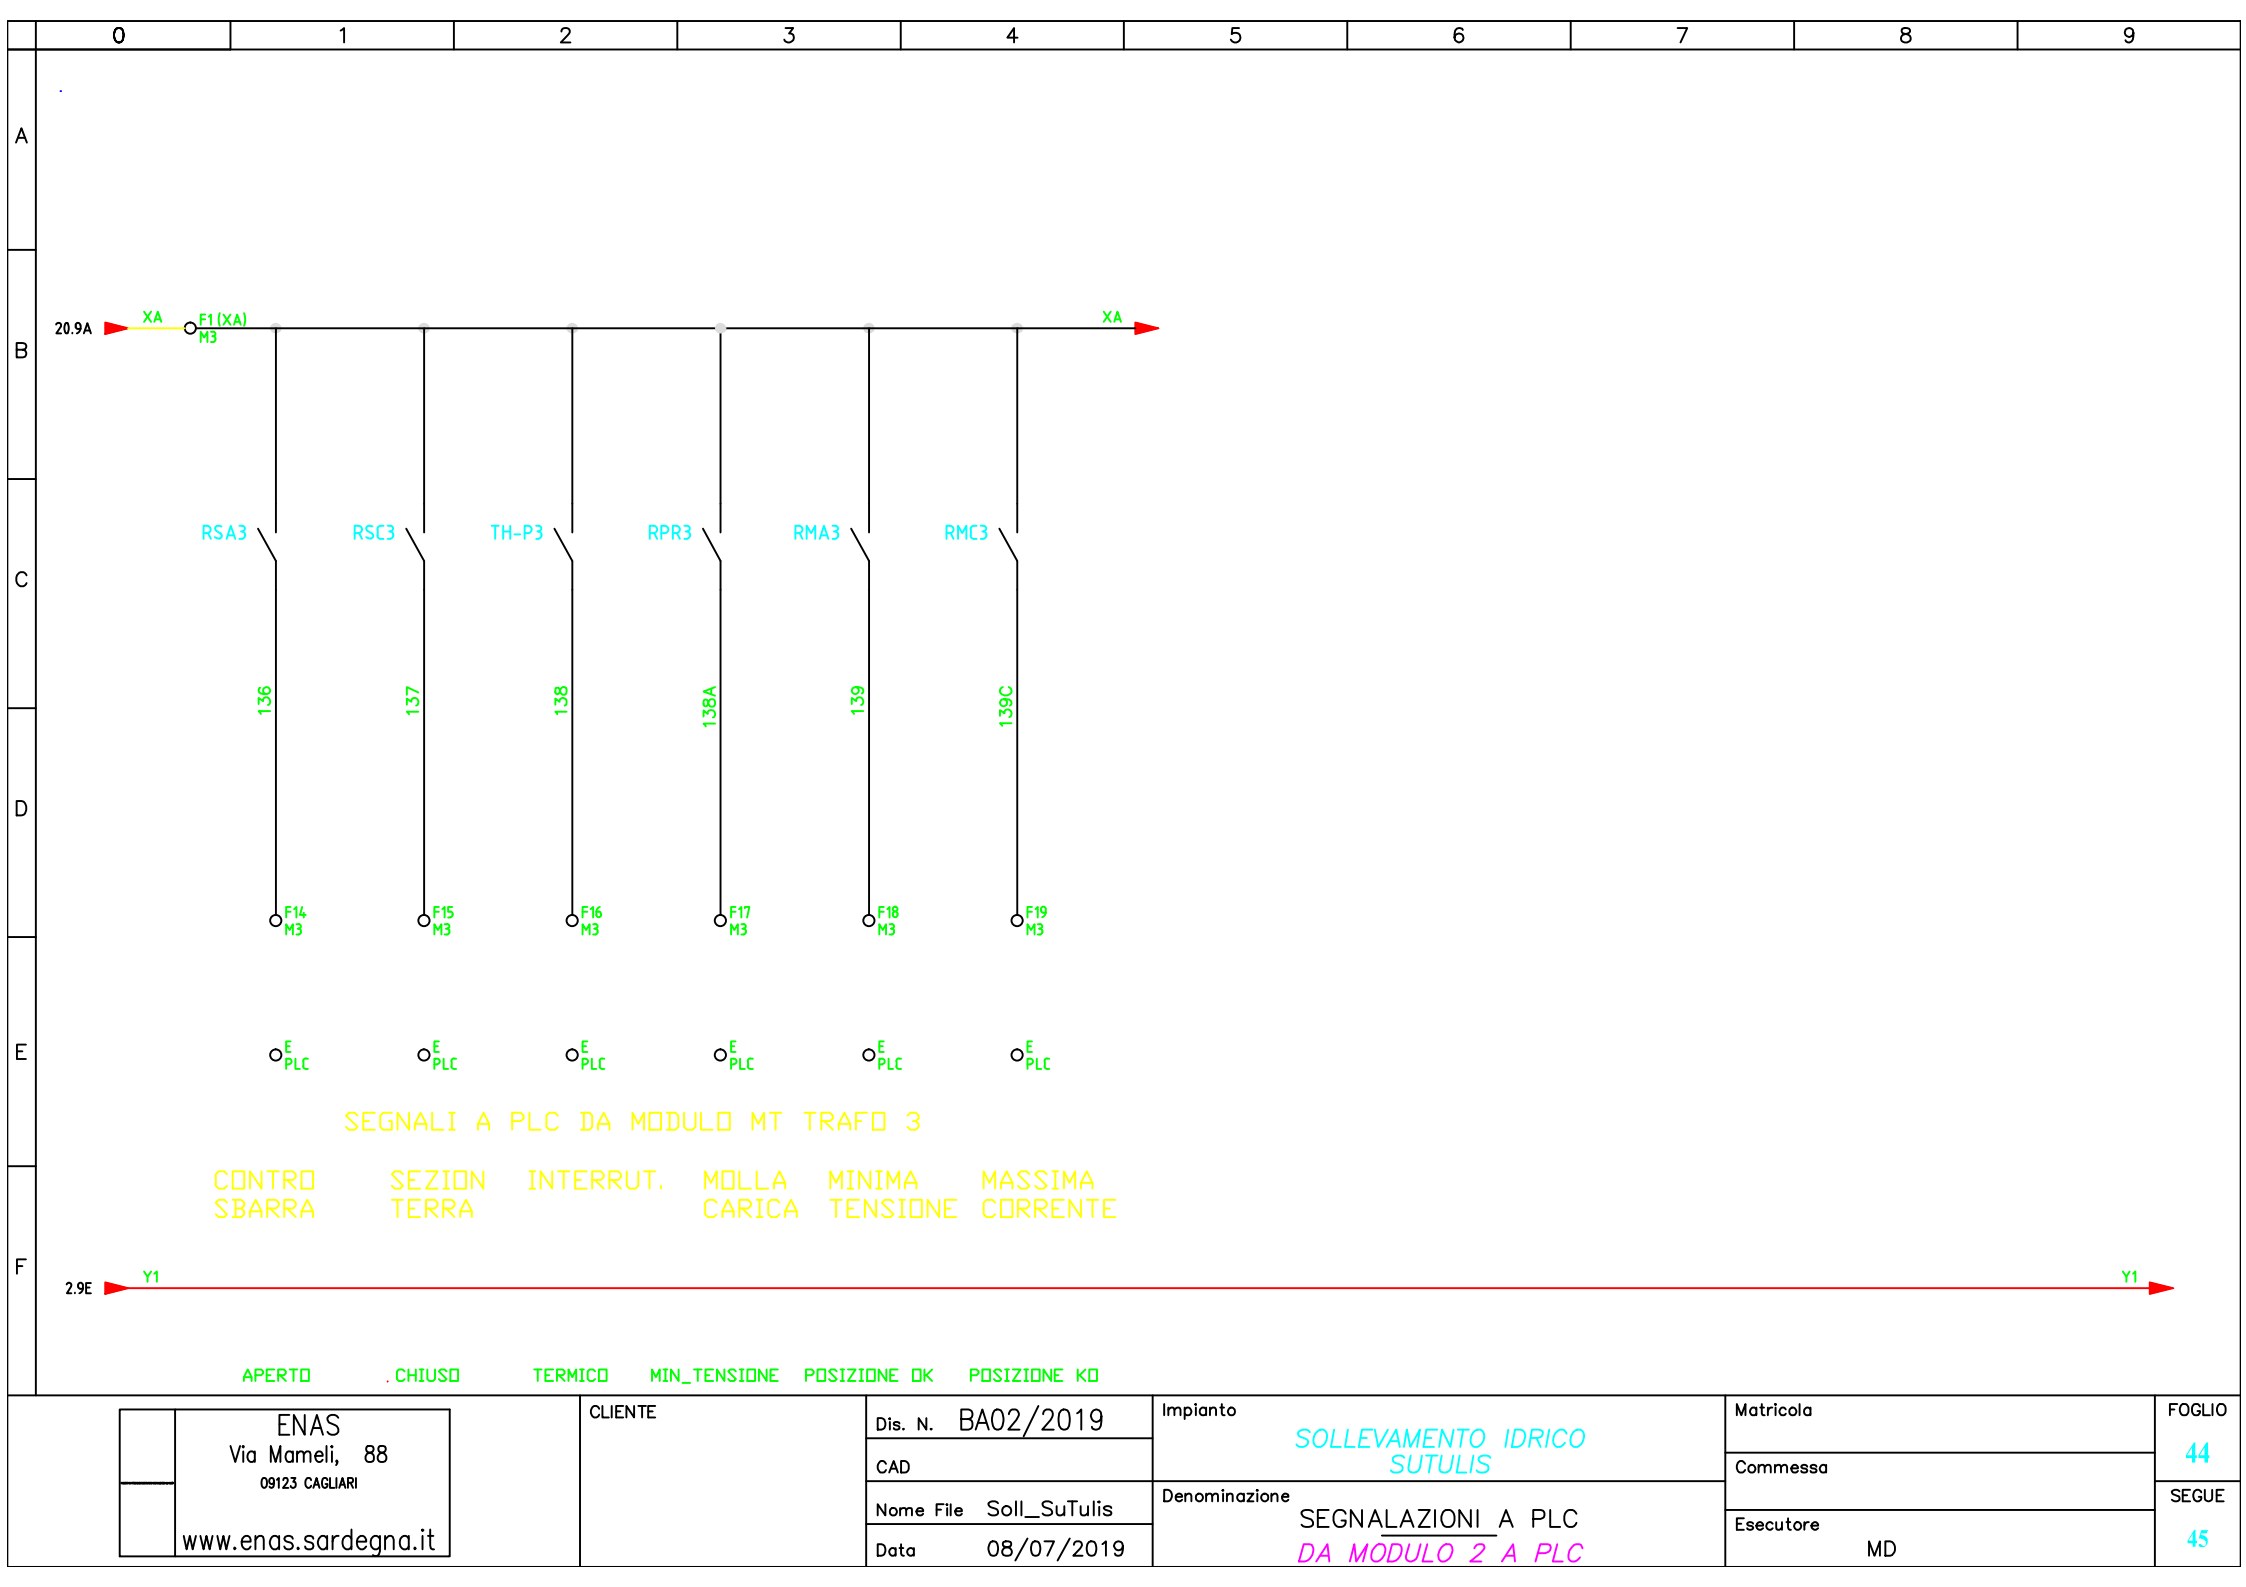 0 1 2 3 4 5 6 7 8 9
A
B
C
D
E
F
20.9A XA F1(XA) XA
M3
RSA3 RSC3 TH-P3 RPR3 RMA3 RMC3
136 137 138 138A 139 139C
F14 F15 F16 F17 F18 F19
M3 M3 M3 M3 M3 M3
E E E E E E
PLC PLC PLC PLC PLC PLC
SEGNALI A PLC DA MODULO MT TRAFO 3
CONTRO SEZION INTERRUT. MOLLA MINIMA MASSIMA
SBARRA TERRA CARICA TENSIONE CORRENTE
2.9E Y1 Y1
APERTO .CHIUSO TERMICO MIN_TENSIONE POSIZIONE OK POSIZIONE KO
ENAS
Via Mameli, 88
09123 CAGLIARI
www.enas.sardegna.it
CLIENTE
Dis. N. BA02/2019
CAD
Nome File Soll_SuTulis
Data 08/07/2019
Impianto
SOLLEVAMENTO IDRICO
SUTULIS
Denominazione
SEGNALAZIONI A PLC
DA MODULO 2 A PLC
Matricola
Commessa
Esecutore
MD
FOGLIO
44
SEGUE
45